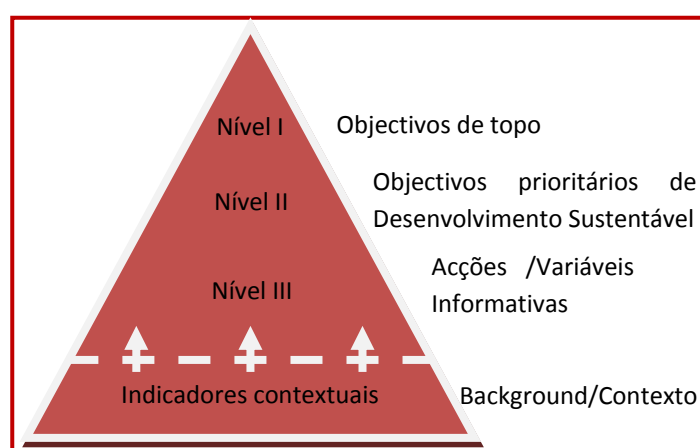 Nível I
Objectivos de topo
Nível II
Objectivos prioritários de
Desenvolvimento Sustentável
Nível III
Acções /Variáveis
Informativas
Indicadores contextuais
Background/Contexto